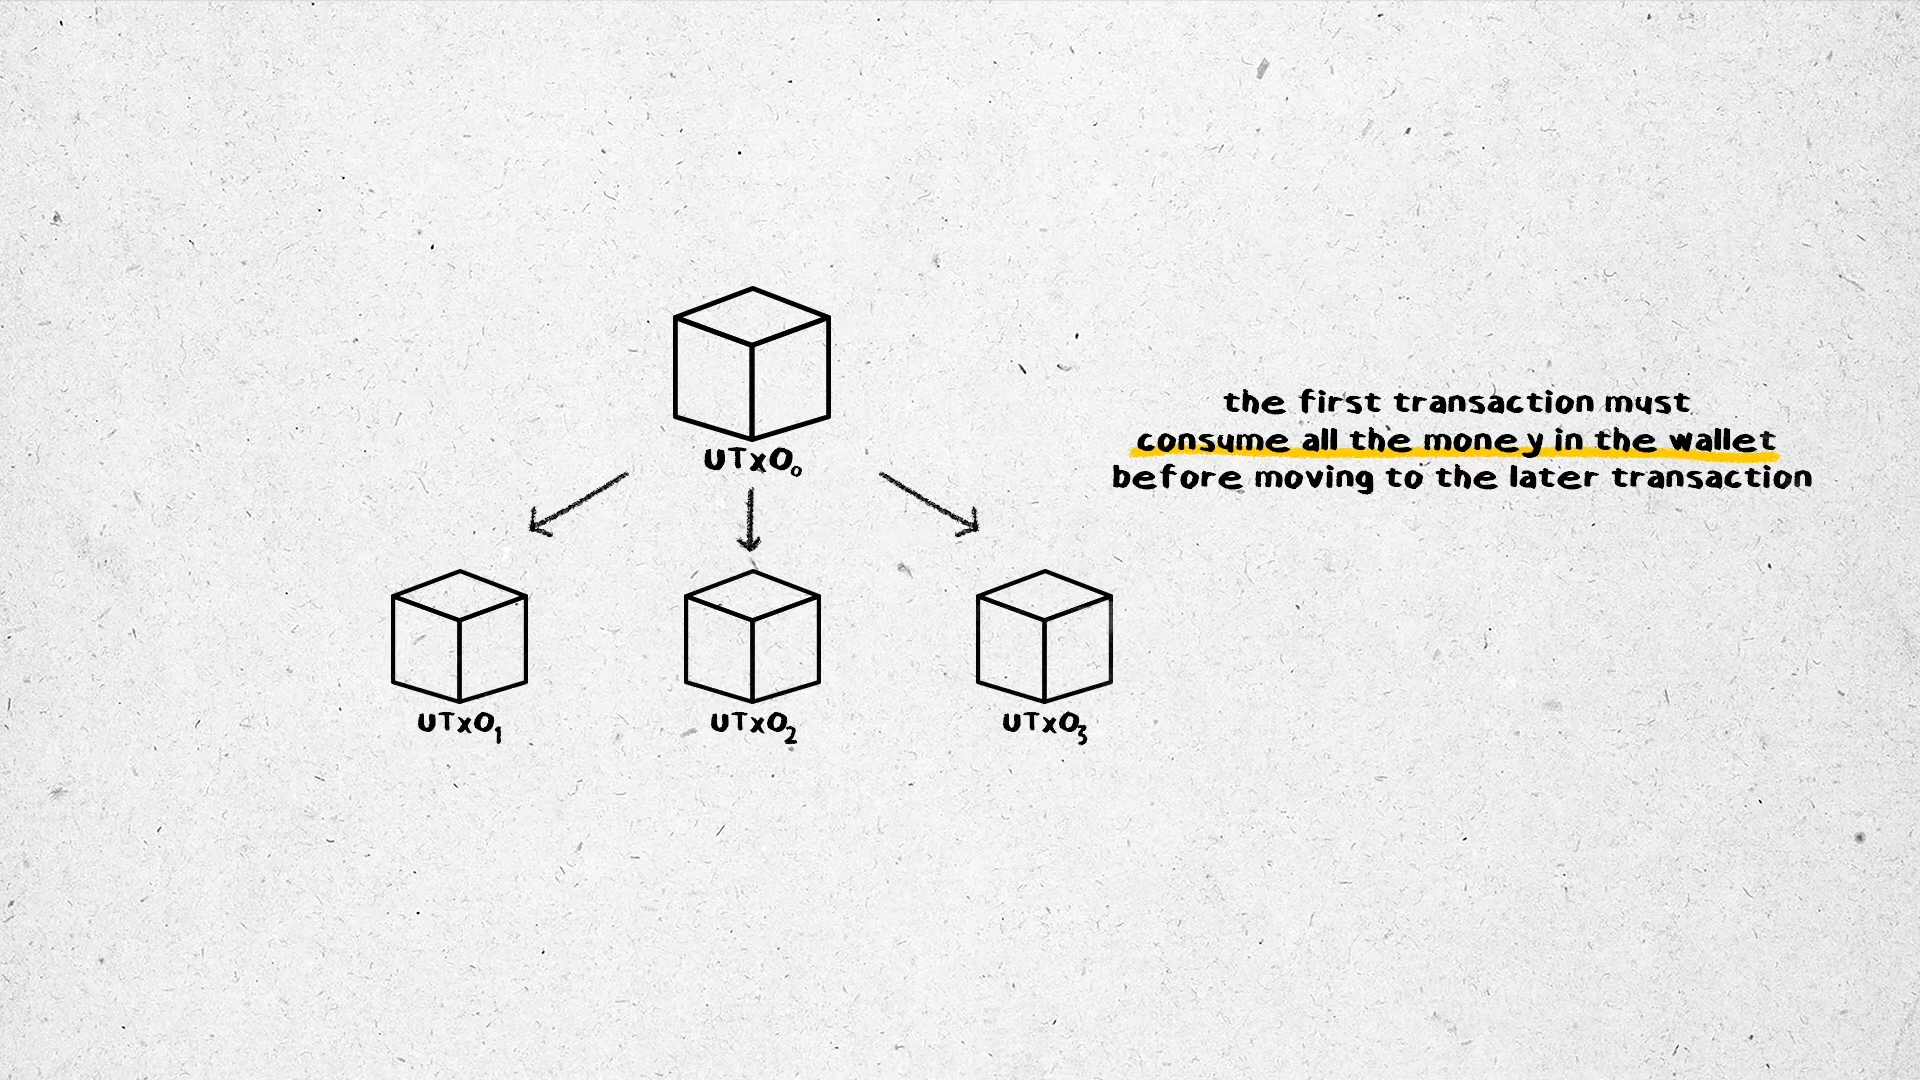 UTxO₀
the first transaction must
consume all the money in the wallet
before moving to the later transaction
UTxO₁
UTxO₂
UTxO₃